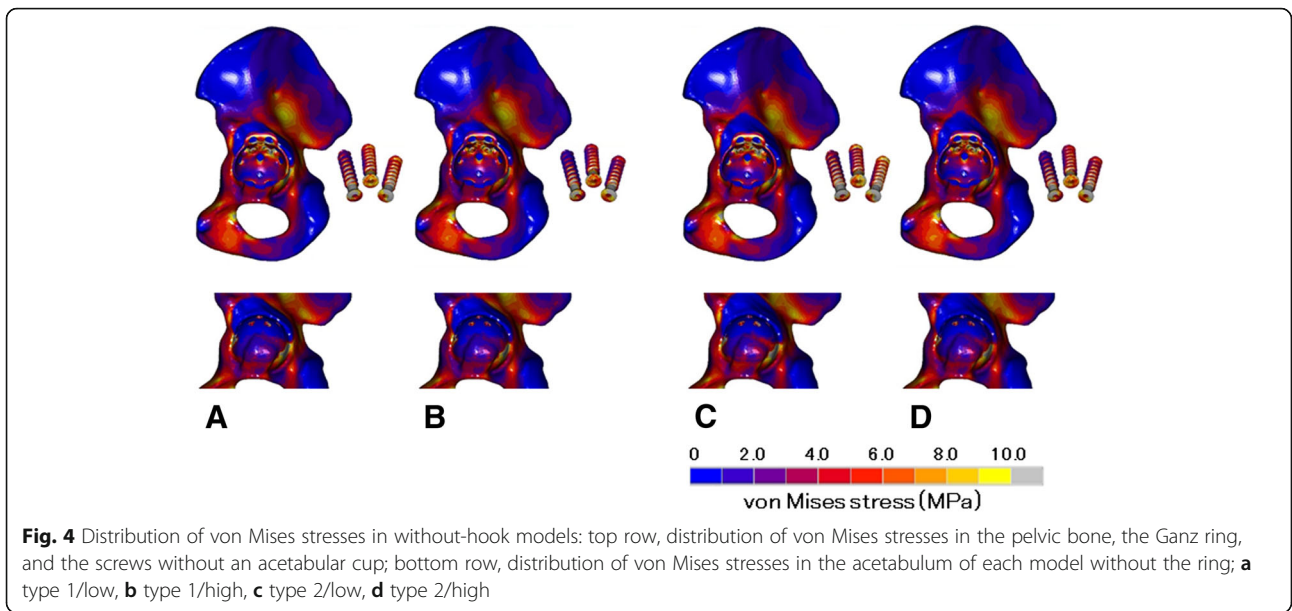 A B C D
0 2.0 4.0 6.0 8.0 10.0
von Mises stress (MPa)
Fig. 4 Distribution of von Mises stresses in without-hook models: top row, distribution of von Mises stresses in the pelvic bone, the Ganz ring,
and the screws without an acetabular cup; bottom row, distribution of von Mises stresses in the acetabulum of each model without the ring; a
type 1/low, b type 1/high, c type 2/low, d type 2/high